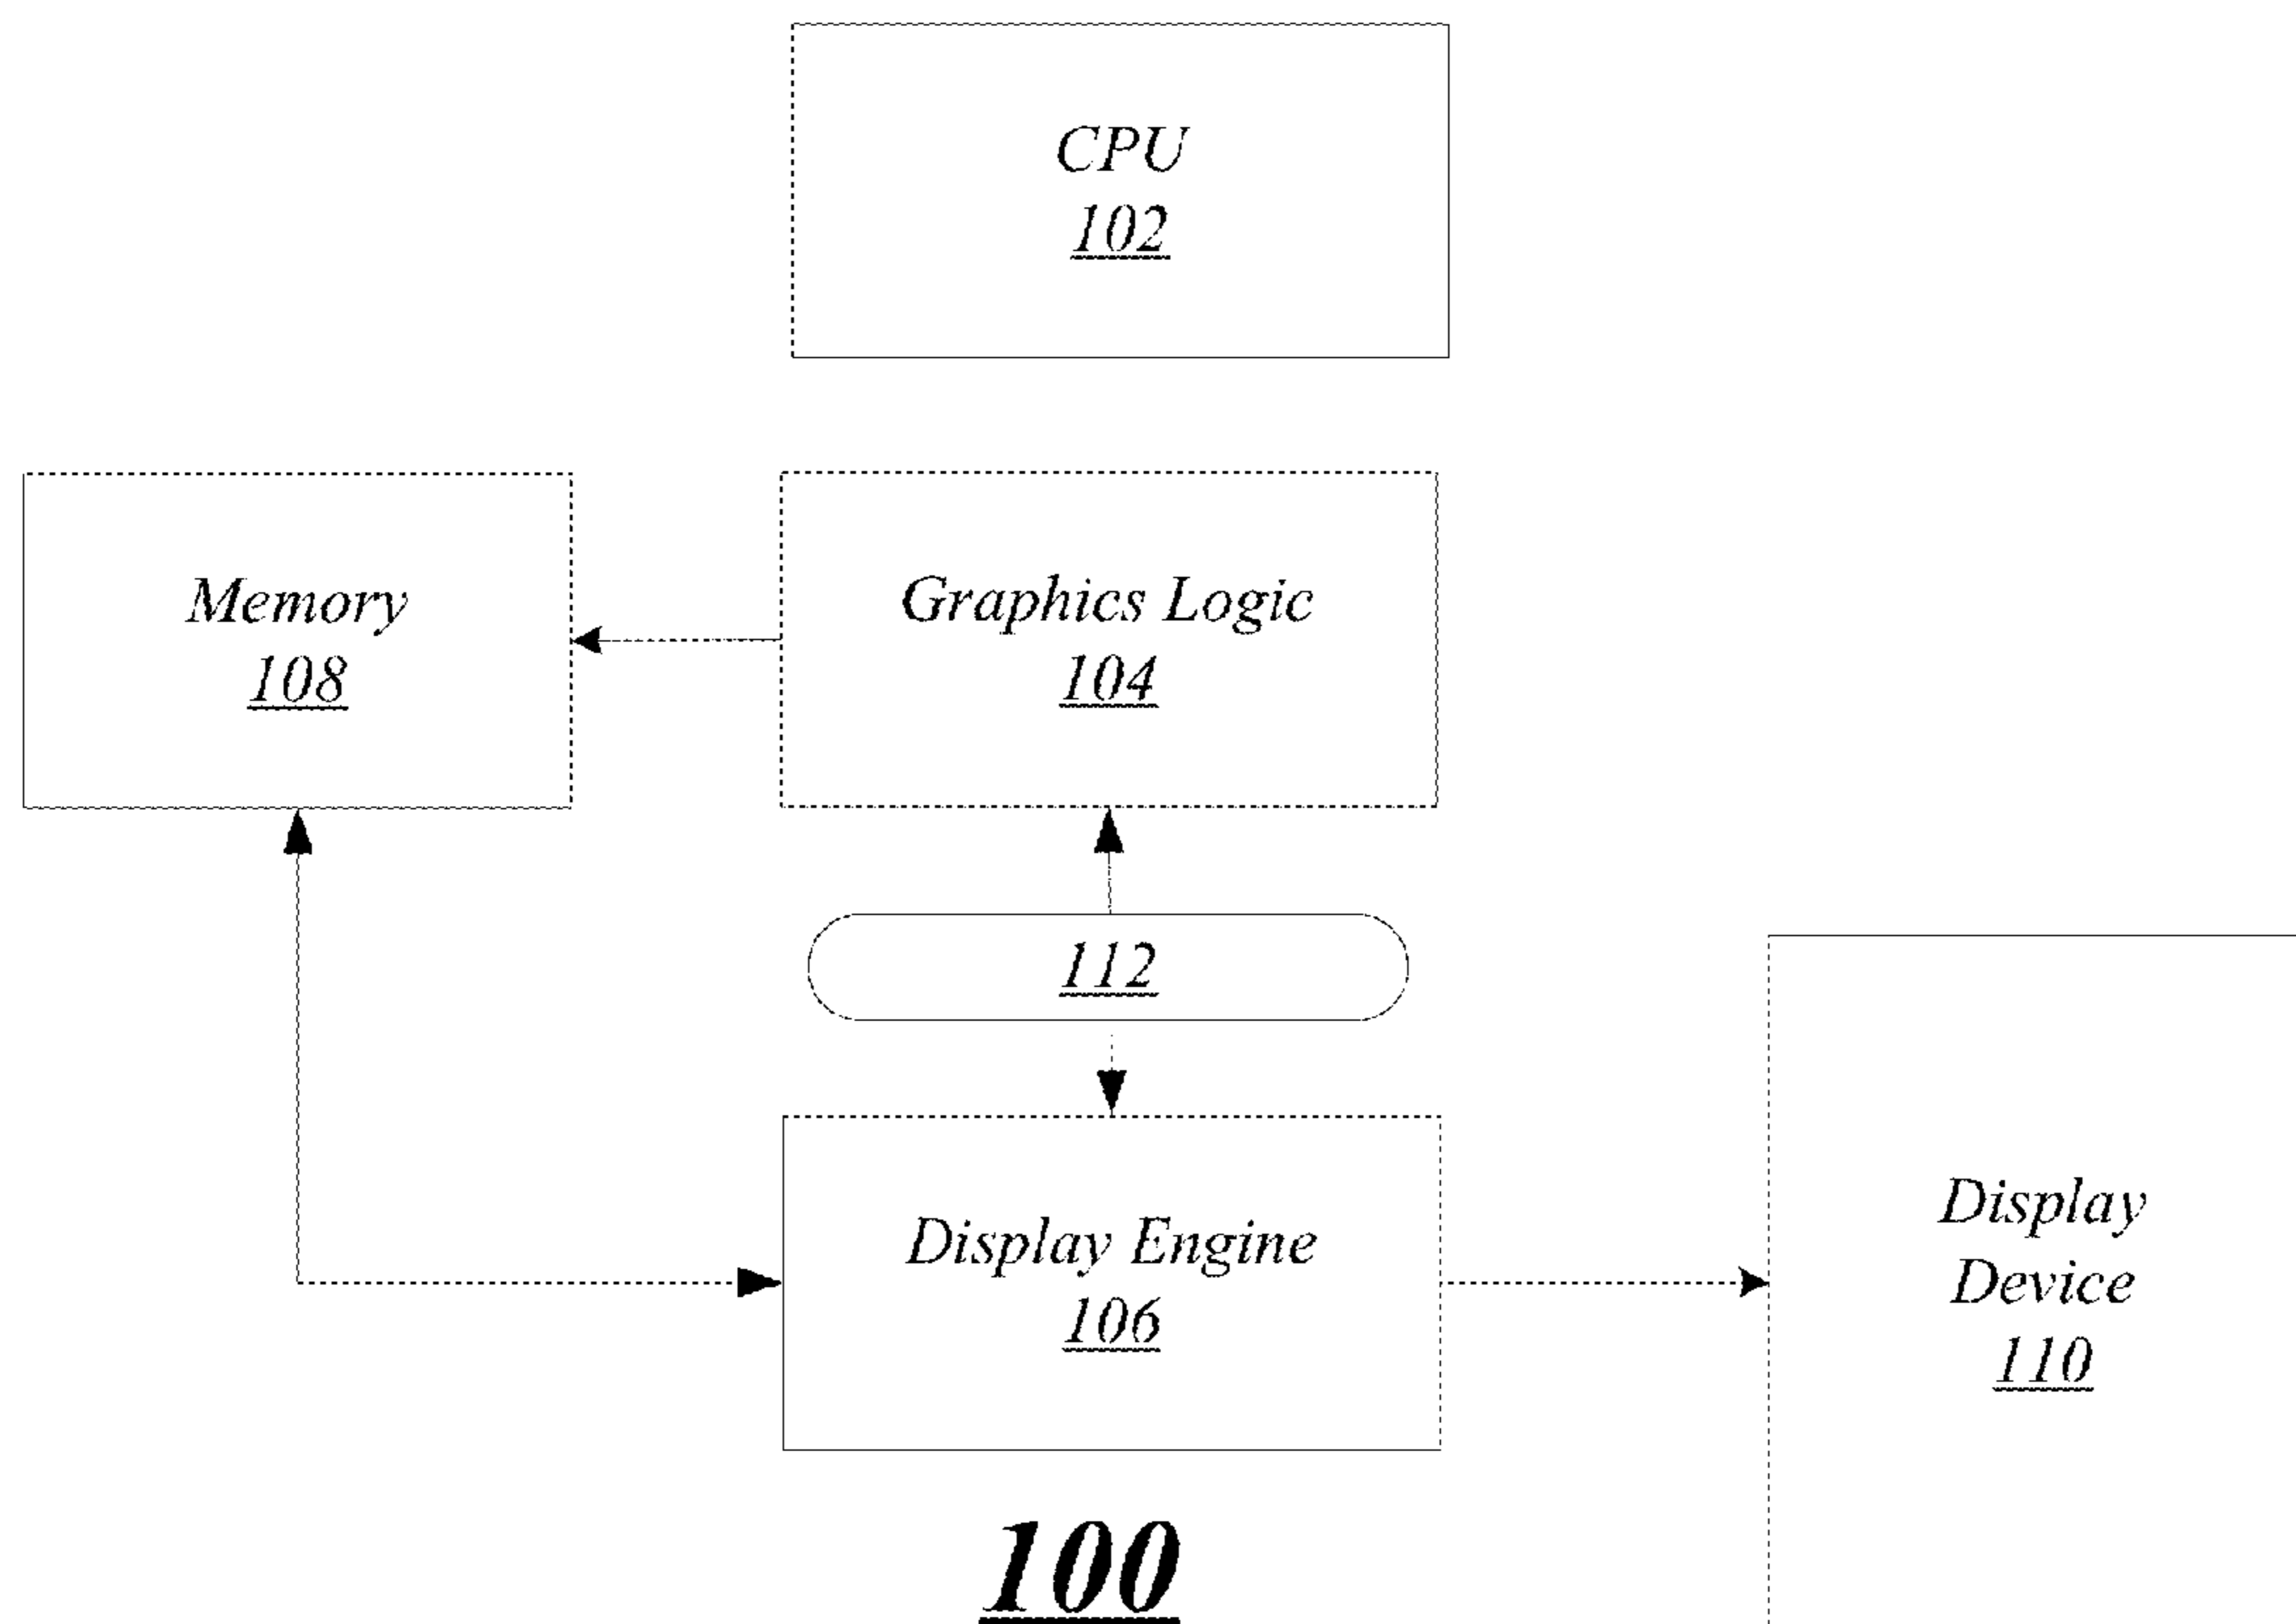 CPU
102
Memory
108
Graphics Logic
104
112
Display Engine
106
Display
Device
110
100